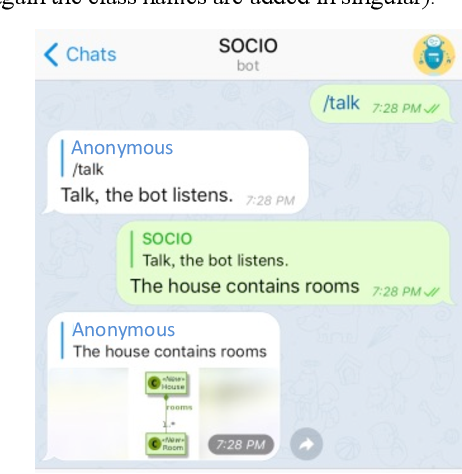 again the class names are added in singular).
Chats
SOCIO
bot
/talk 7:28 PM
Anonymous
/talk
Talk, the bot listens. 7:28 PM
SOCIO
Talk, the bot listens.
The house contains rooms 7:28 PM
Anonymous
The house contains rooms
C «New»
House
rooms
1..*
C «New»
Room
7:28 PM